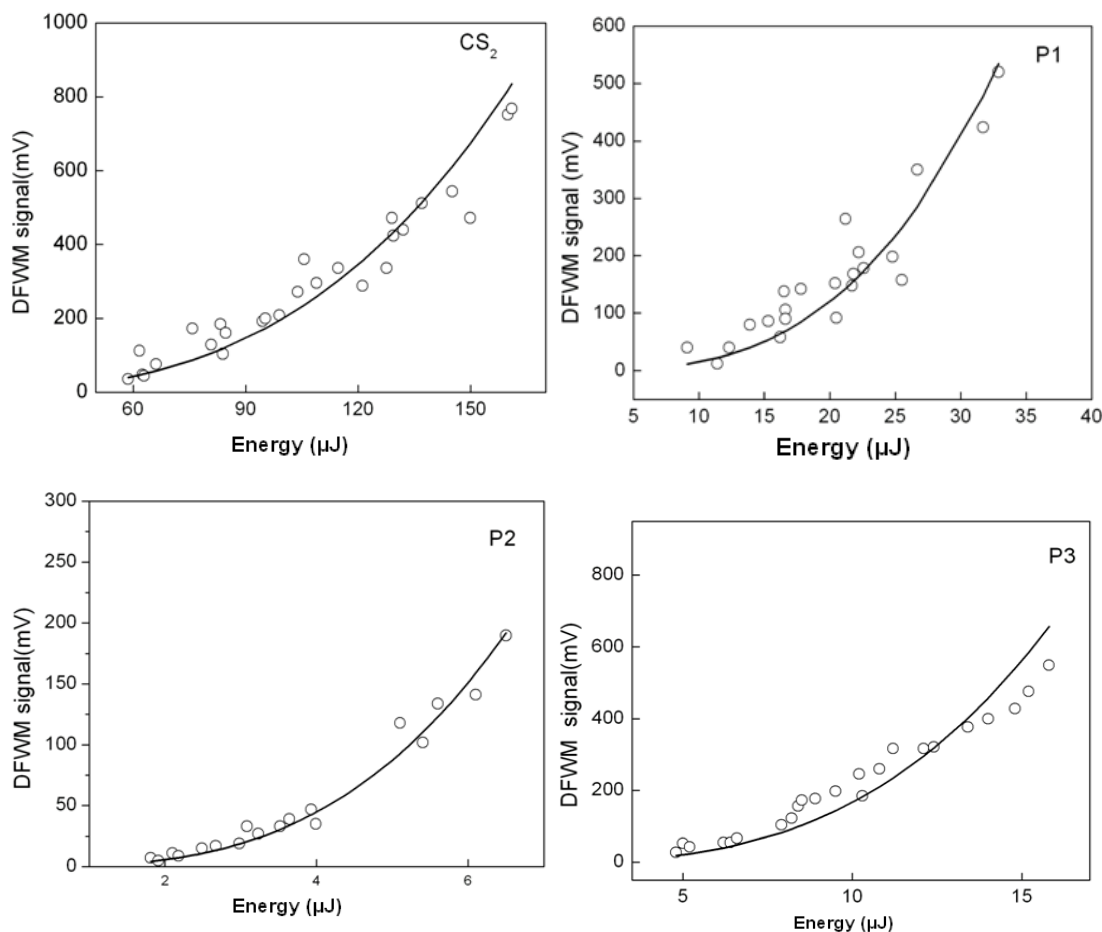 1000
800
600
400
200
0
DFWM signal(mV)
CS2
60 90 120 150
Energy (µJ)
600
500
400
300
200
100
0
DFWM signal (mV)
P1
5 10 15 20 25 30 35 40
Energy (µJ)
300
250
200
150
100
50
0
DFWM signal(mV)
P2
2 4 6
Energy (µJ)
800
600
400
200
0
DFWM signal(mV)
P3
5 10 15
Energy (µJ)